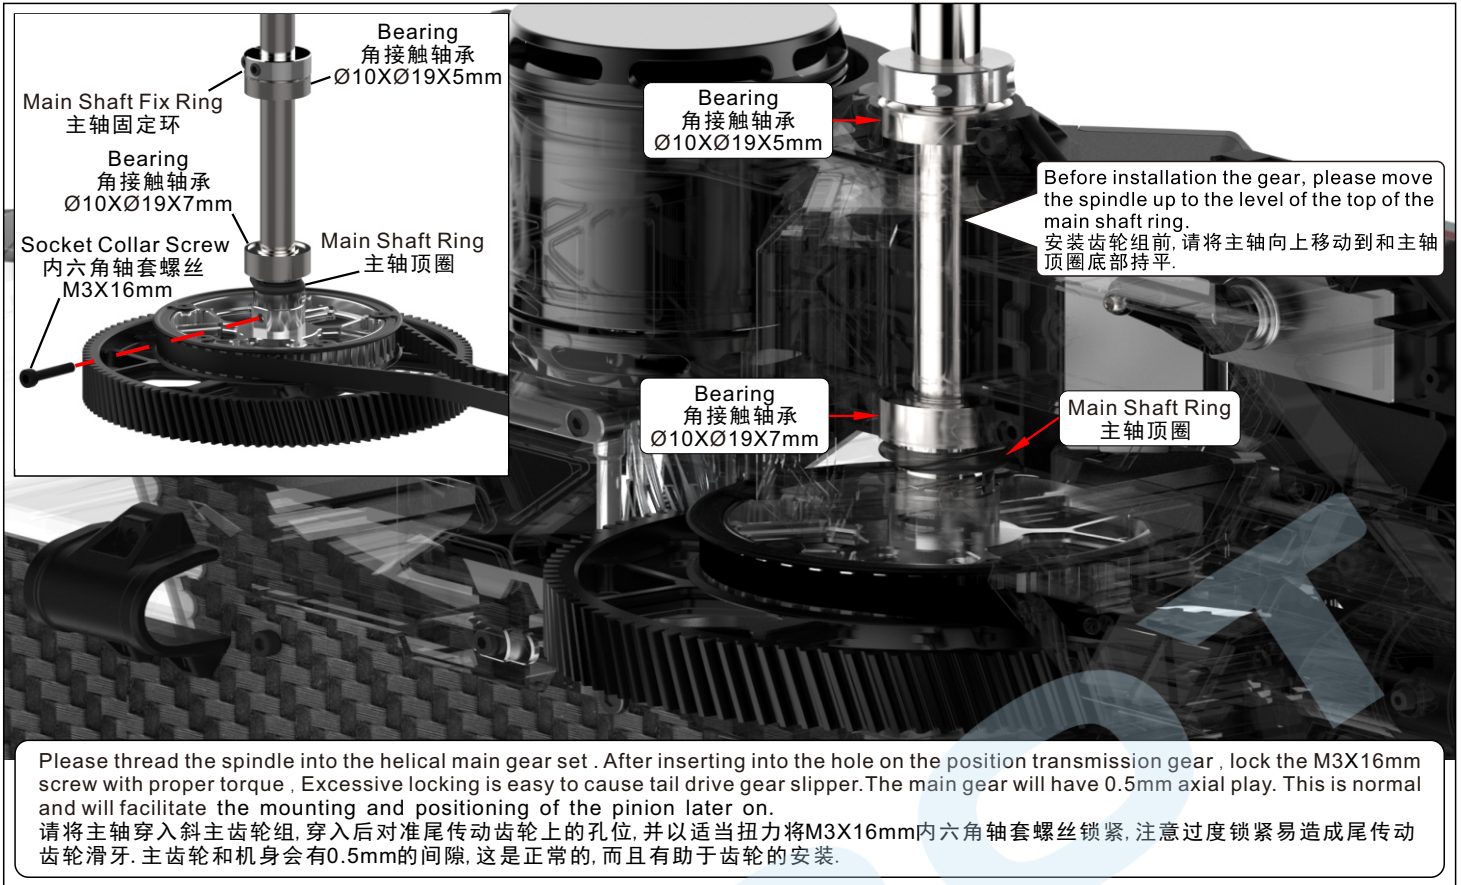 Bearing
角接触轴承
Ø10XØ19X5mm
Main Shaft Fix Ring
主轴固定环
Bearing
角接触轴承
Ø10XØ19X7mm
Socket Collar Screw
内六角轴套螺丝
M3X16mm
Main Shaft Ring
主轴顶圈
Bearing
角接触轴承
Ø10XØ19X5mm
Before installation the gear, please move
the spindle up to the level of the top of the
main shaft ring.
安装齿轮组前, 请将主轴向上移动到和主轴
顶圈底部持平.
Bearing
角接触轴承
Ø10XØ19X7mm
Main Shaft Ring
主轴顶圈
Please thread the spindle into the helical main gear set . After inserting into the hole on the position transmission gear , lock the M3X16mm
screw with proper torque , Excessive locking is easy to cause tail drive gear slipper.The main gear will have 0.5mm axial play. This is normal
and will facilitate the mounting and positioning of the pinion later on.
请将主轴穿入斜主齿轮组, 穿入后对准尾传动齿轮上的孔位, 并以适当扭力将M3X16mm内六角轴套螺丝锁紧, 注意过度锁紧易造成尾传动
齿轮滑牙. 主齿轮和机身会有0.5mm的间隙, 这是正常的, 而且有助于齿轮的安装.